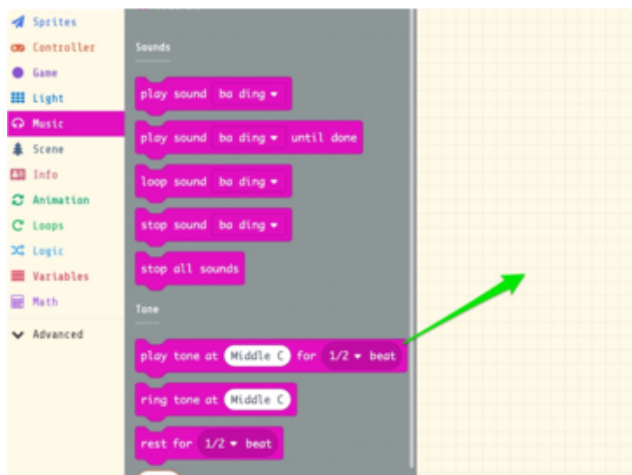 Sprites
Controller
Game
Light
Music
Scene
Info
Animation
Loops
Logic
Variables
Math
Advanced
Sounds
play sound ba ding
play sound ba ding until done
loop sound ba ding
stop sound ba ding
stop all sounds
Tone
play tone at Middle C for 1/2 beat
ring tone at Middle C
rest for 1/2 beat